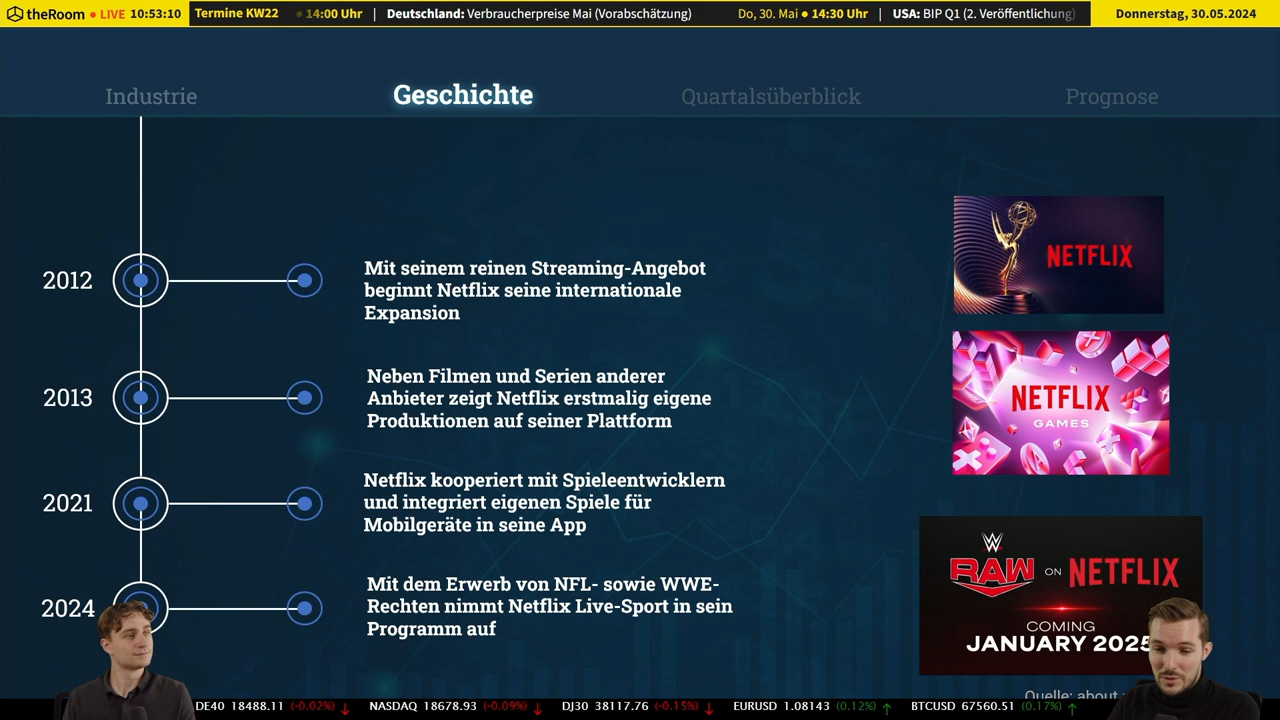 theRoom • LIVE 10:53:10
Termine KW22
14:00 Uhr | Deutschland: Verbraucherpreise Mai (Vorabschätzung)
Do, 30. Mai • 14:30 Uhr | USA: BIP Q1 (2. Veröffentlichung)
Donnerstag, 30.05.2024
Industrie
Geschichte
Quartalsüberblick
Prognose
2012
Mit seinem reinen Streaming-Angebot
beginnt Netflix seine internationale
Expansion
NETFLIX
2013
Neben Filmen und Serien anderer
Anbieter zeigt Netflix erstmalig eigene
Produktionen auf seiner Plattform
NETFLIX
GAMES
2021
Netflix kooperiert mit Spieleentwicklern
und integriert eigenen Spiele für
Mobilgeräte in seine App
2024
Mit dem Erwerb von NFL- sowie WWE-
Rechten nimmt Netflix Live-Sport in sein
Programm auf
W
RAW ON NETFLIX
COMING
JANUARY 2025
Quelle: about
DE40 18488.11 (-0.02%) ↓ NASDAQ 18678.93 (-0.09%) ↓ DJ30 38117.76 (-0.15%) ↓ EURUSD 1.08143 (0.12%) ↑ BTCUSD 67560.51 (0.17%) ↑